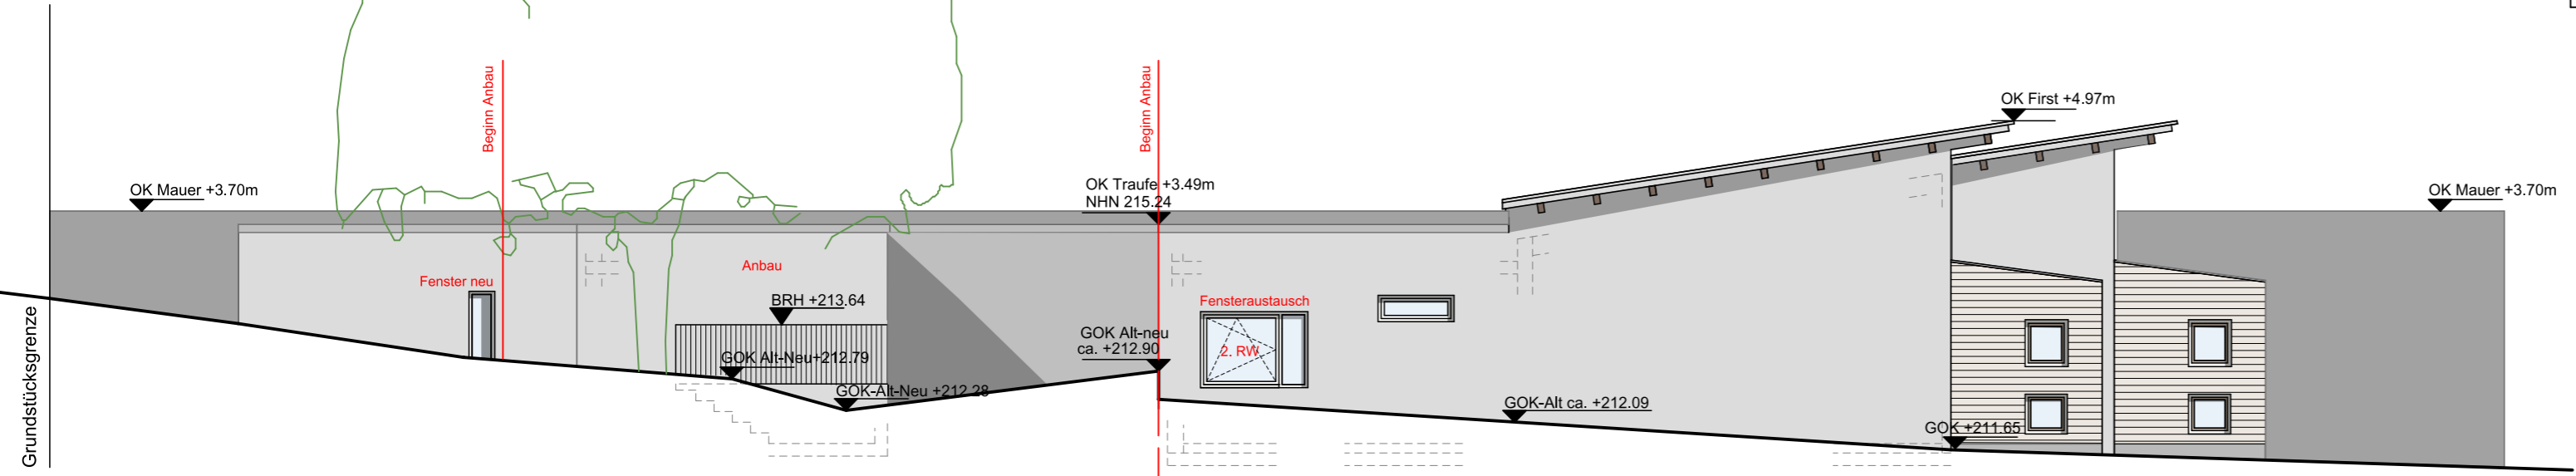 Grundstücksgrenze
OK Mauer +3.70m
Beginn Anbau
Fenster neu
Anbau
BRH +213.64
GOK Alt-Neu+212.79
GOK-Alt-Neu +212.28
Beginn Anbau
OK Traufe +3.49m
NHN 215.24
GOK Alt-neu
ca. +212.90
Fensteraustausch
2. RW
GOK-Alt ca. +212.09
OK First +4.97m
GOK +211.65
OK Mauer +3.70m